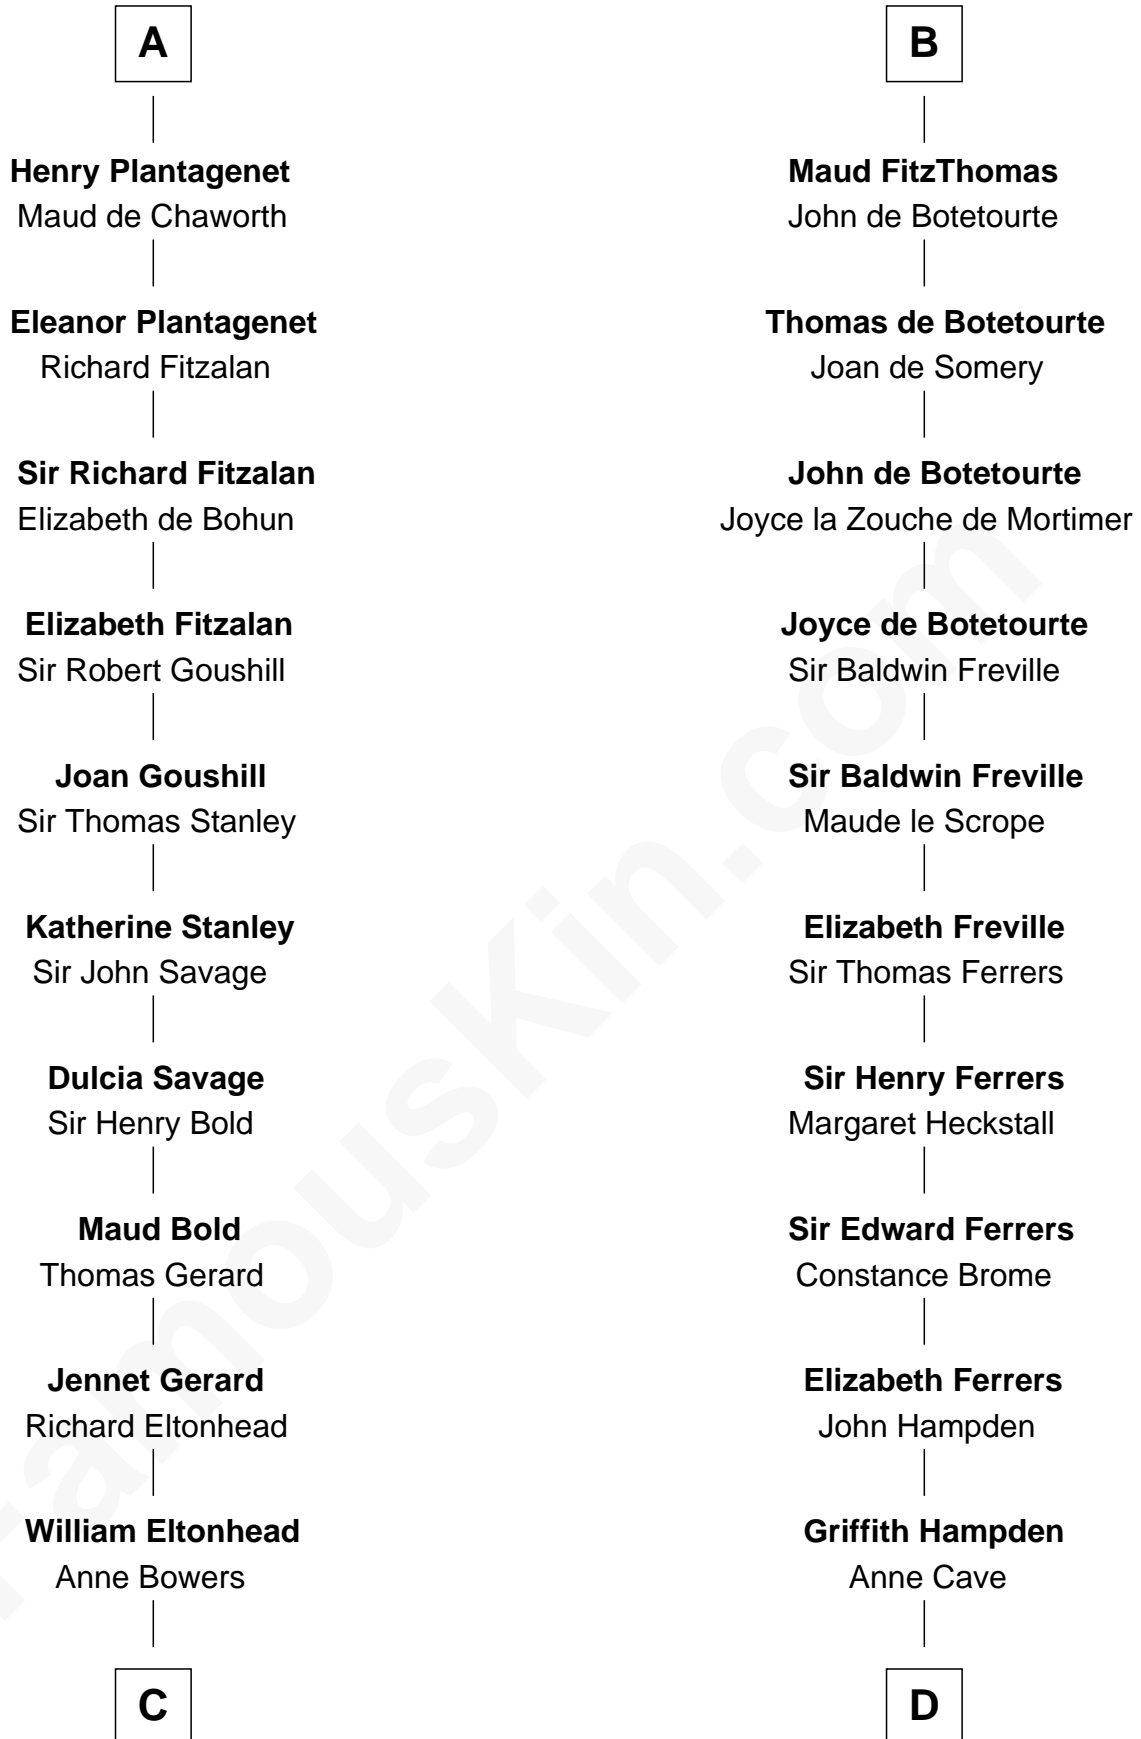 A
Henry Plantagenet
Maud de Chaworth
Eleanor Plantagenet
Richard Fitzalan
Sir Richard Fitzalan
Elizabeth de Bohun
Elizabeth Fitzalan
Sir Robert Goushill
Joan Goushill
Sir Thomas Stanley
Katherine Stanley
Sir John Savage
Dulcia Savage
Sir Henry Bold
Maud Bold
Thomas Gerard
Jennet Gerard
Richard Eltonhead
William Eltonhead
Anne Bowers
C
B
Maud FitzThomas
John de Botetourte
Thomas de Botetourte
Joan de Somery
John de Botetourte
Joyce la Zouche de Mortimer
Joyce de Botetourte
Sir Baldwin Freville
Sir Baldwin Freville
Maude le Scrope
Elizabeth Freville
Sir Thomas Ferrers
Sir Henry Ferrers
Margaret Heckstall
Sir Edward Ferrers
Constance Brome
Elizabeth Ferrers
John Hampden
Griffith Hampden
Anne Cave
D
FamousKin.com